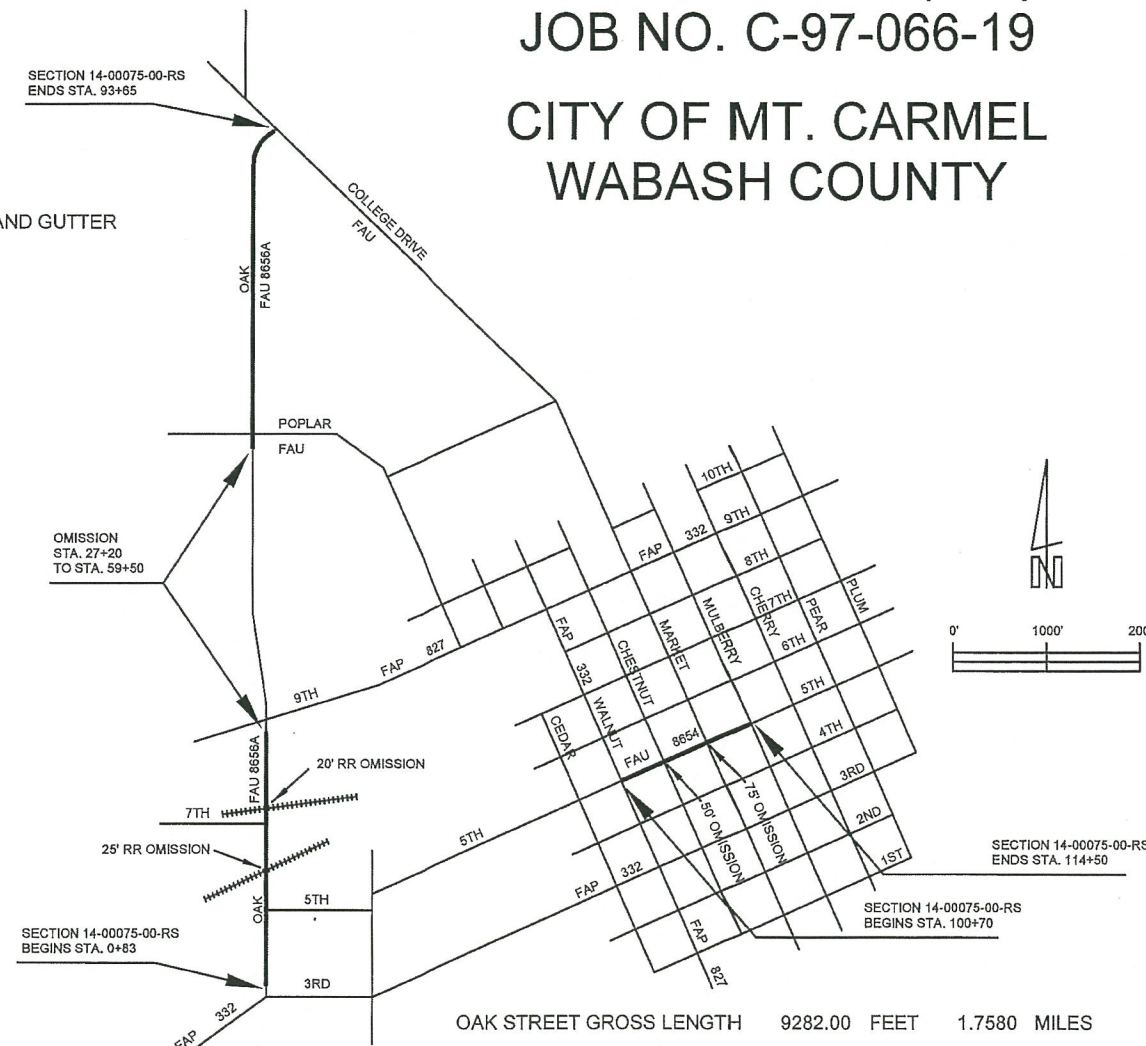 JOB NO. C-97-066-19
CITY OF MT. CARMEL
WABASH COUNTY
SECTION 14-00075-00-RS
ENDS STA. 93+65
AND GUTTER
COLLEGE DRIVE
FAU
OAK
FAU 8656A
POPLAR
FAU
OMISSION
STA. 27+20
TO STA. 59+50
10TH
9TH
332
FAP
8TH
7TH
6TH
5TH
4TH
3RD
2ND
1ST
PLUM
PEAR
CHERRY
MULBERRY
MARKET
CHESTNUT
FAP
332
WALNUT
CEDAR
FAU
8654
9TH
FAP
827
FAU 8656A
20' RR OMISSION
7TH
25' RR OMISSION
OAK
5TH
5TH
50' OMISSION
75' OMISSION
FAP
332
FAP
827
N
0'
1000'
200
SECTION 14-00075-00-RS
ENDS STA. 114+50
SECTION 14-00075-00-RS
BEGINS STA. 100+70
SECTION 14-00075-00-RS
BEGINS STA. 0+83
3RD
FAP
332
OAK STREET GROSS LENGTH 9282.00 FEET 1.7580 MILES